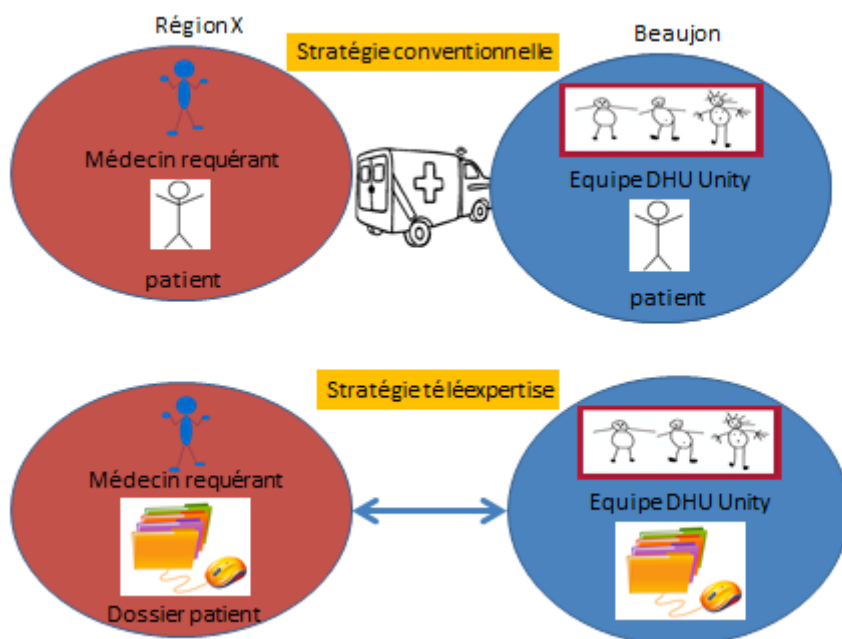 Région X
Stratégie conventionnelle
Beaujon
Médecin requérant
patient
Equipe DHU Unity
patient
Stratégie téléexpertise
Médecin requérant
Dossier patient
Equipe DHU Unity